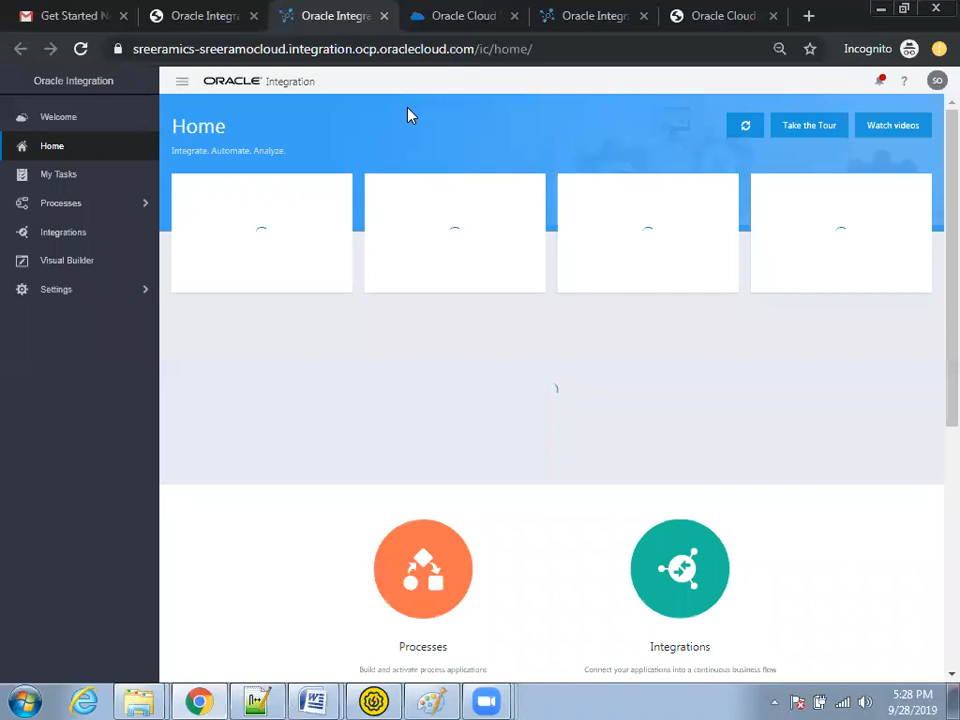 Get Started N
Oracle Integra
Oracle Integra
Oracle Cloud
Oracle Integr
Oracle Cloud
sreeramics-sreeramocloud.integration.ocp.oraclecloud.com/ic/home/
Incognito
Oracle Integration
ORACLE Integration
SO
Welcome
Home
My Tasks
Processes
Integrations
Visual Builder
Settings
Home
Integrate. Automate. Analyze.
Take the Tour
Watch videos
Processes
Build and activate process applications
Integrations
Connect your applications into a continuous business flow
5:28 PM
9/28/2019